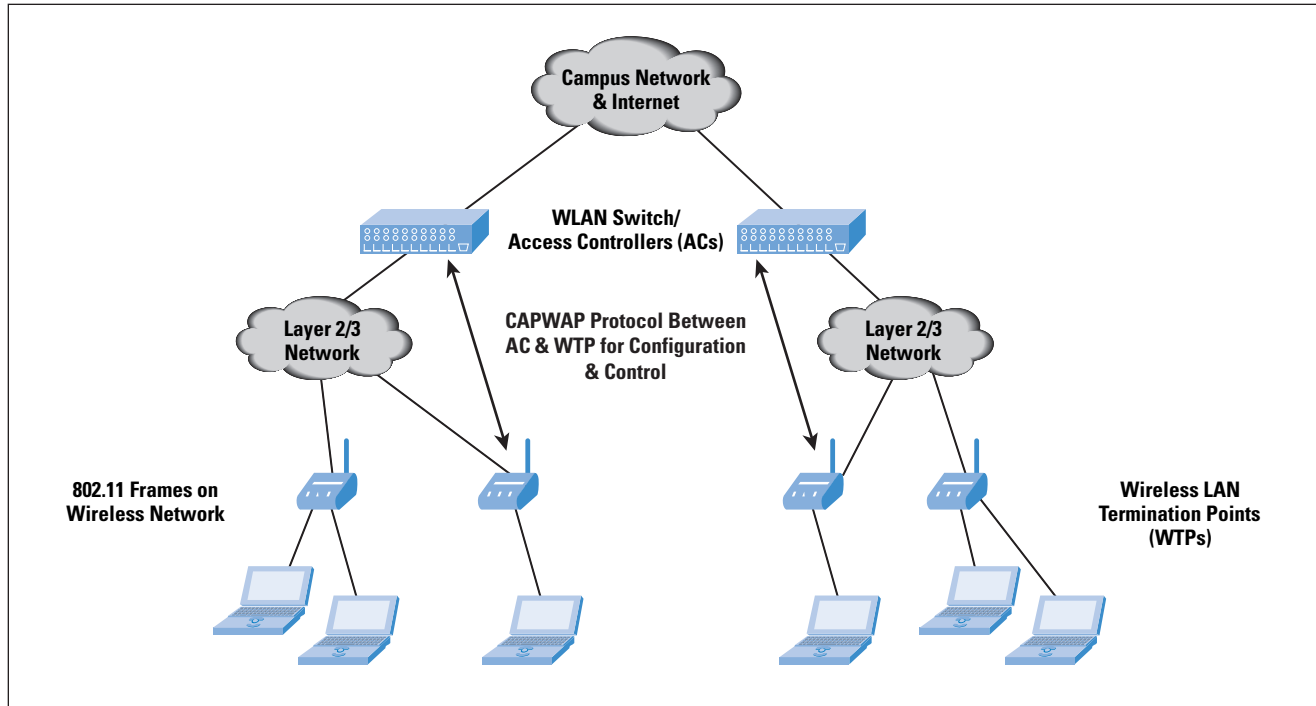 Campus Network
& Internet
WLAN Switch/
Access Controllers (ACs)
Layer 2/3
Network
CAPWAP Protocol Between
AC & WTP for Configuration
& Control
Layer 2/3
Network
802.11 Frames on
Wireless Network
Wireless LAN
Termination Points
(WTPs)